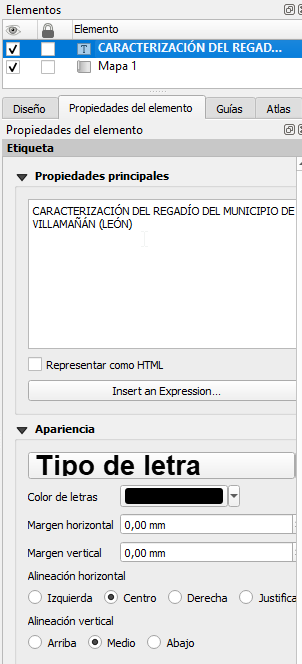 Elementos
Elemento
CARACTERIZACIÓN DEL REGAD...
Mapa 1
Diseño Propiedades del elemento Guías Atlas
Propiedades del elemento
Etiqueta
Propiedades principales
CARACTERIZACIÓN DEL REGADÍO DEL MUNICIPIO DE
VILLAMAÑÁN (LEÓN)
Representar como HTML
Insert an Expression...
Apariencia
Tipo de letra
Color de letras
Margen horizontal 0,00 mm
Margen vertical 0,00 mm
Alineación horizontal
Izquierda Centro Derecha Justifica
Alineación vertical
Arriba Medio Abajo